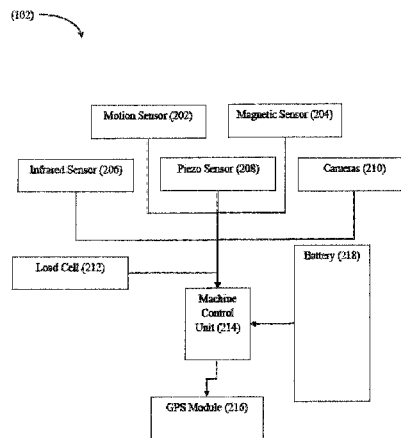 (102)
Motion Sensor (202)
Magnetic Sensor (204)
Infrared Sensor (206)
Piezo Sensor (208)
Cameras (210)
Load Cell (212)
Battery (218)
Machine
Control
Unit (214)
GPS Module (216)